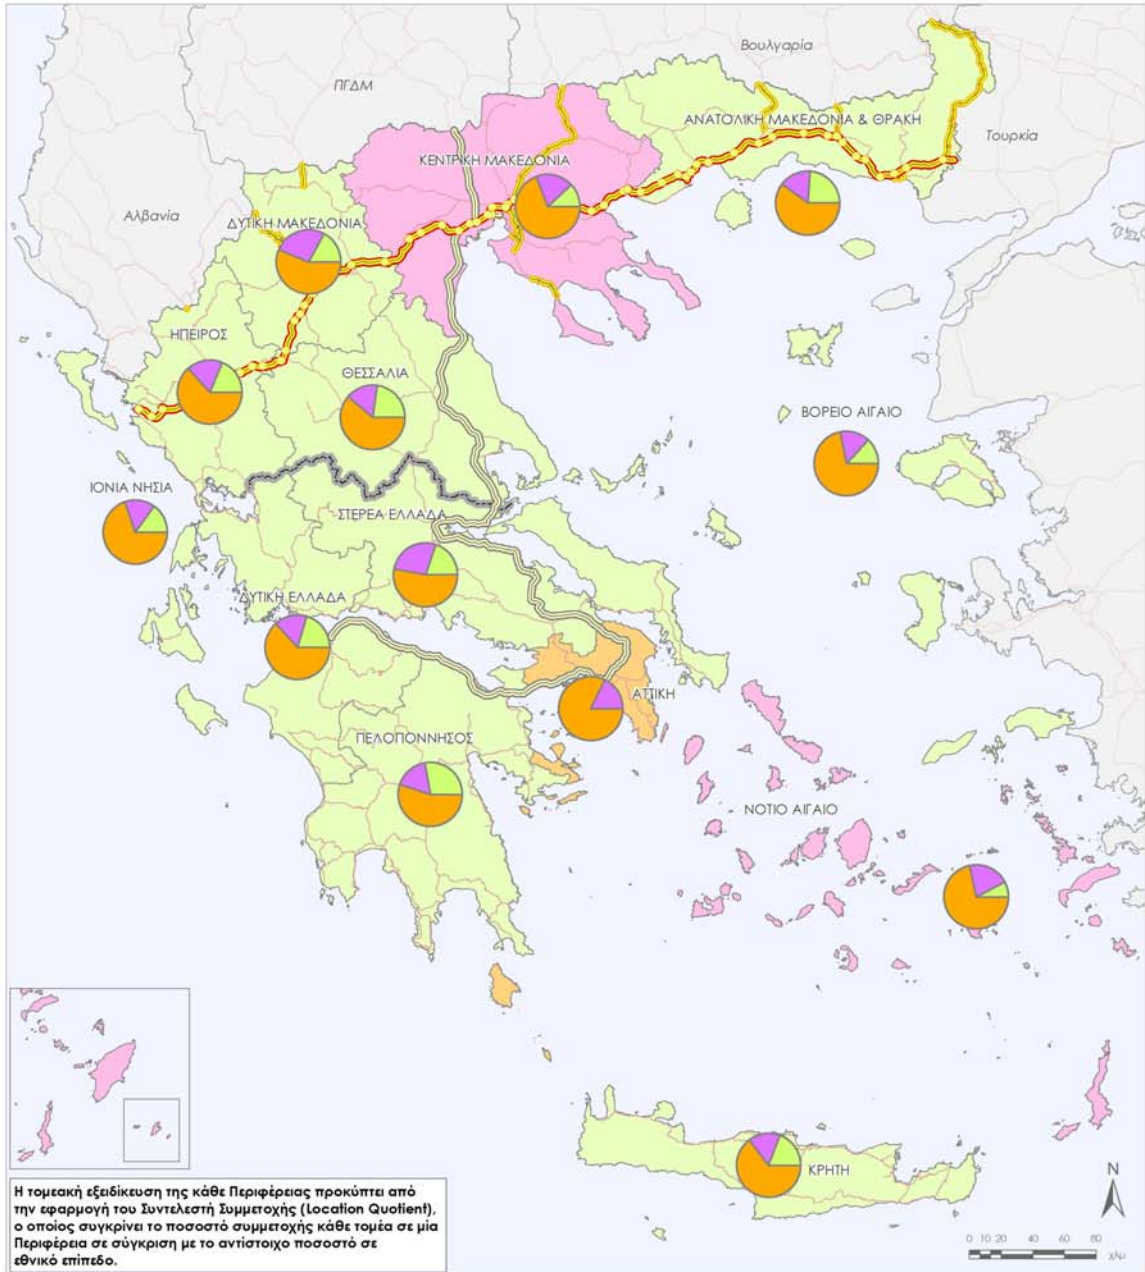 Βουλγαρία
ΠΓΔΜ
ΑΝΑΤΟΛΙΚΗ ΜΑΚΕΔΟΝΙΑ & ΘΡΑΚΗ
Τουρκία
ΚΕΝΤΡΙΚΗ ΜΑΚΕΔΟΝΙΑ
Αλβανία
ΔΥΤΙΚΗ ΜΑΚΕΔΟΝΙΑ
ΗΠΕΙΡΟΣ
ΘΕΣΣΑΛΙΑ
ΒΟΡΕΙΟ ΑΙΓΑΙΟ
ΙΟΝΙΑ ΝΗΣΙΑ
ΣΤΕΡΕΑ ΕΛΛΑΔΑ
ΔΥΤΙΚΗ ΕΛΛΑΔΑ
ΑΤΤΙΚΗ
ΠΕΛΟΠΟΝΝΗΣΟΣ
ΝΟΤΙΟ ΑΙΓΑΙΟ
ΚΡΗΤΗ
N
0 10 20 40 60 80
χλμ
Η τομεακή εξειδίκευση της κάθε Περιφέρειας προκύπτει από
την εφαρμογή του Συντελεστή Συμμετοχής (Location Quotient),
ο οποίος συγκρίνει το ποσοστό συμμετοχής κάθε τομέα σε μία
Περιφέρεια σε σύγκριση με το αντίστοιχο ποσοστό σε
εθνικό επίπεδο.